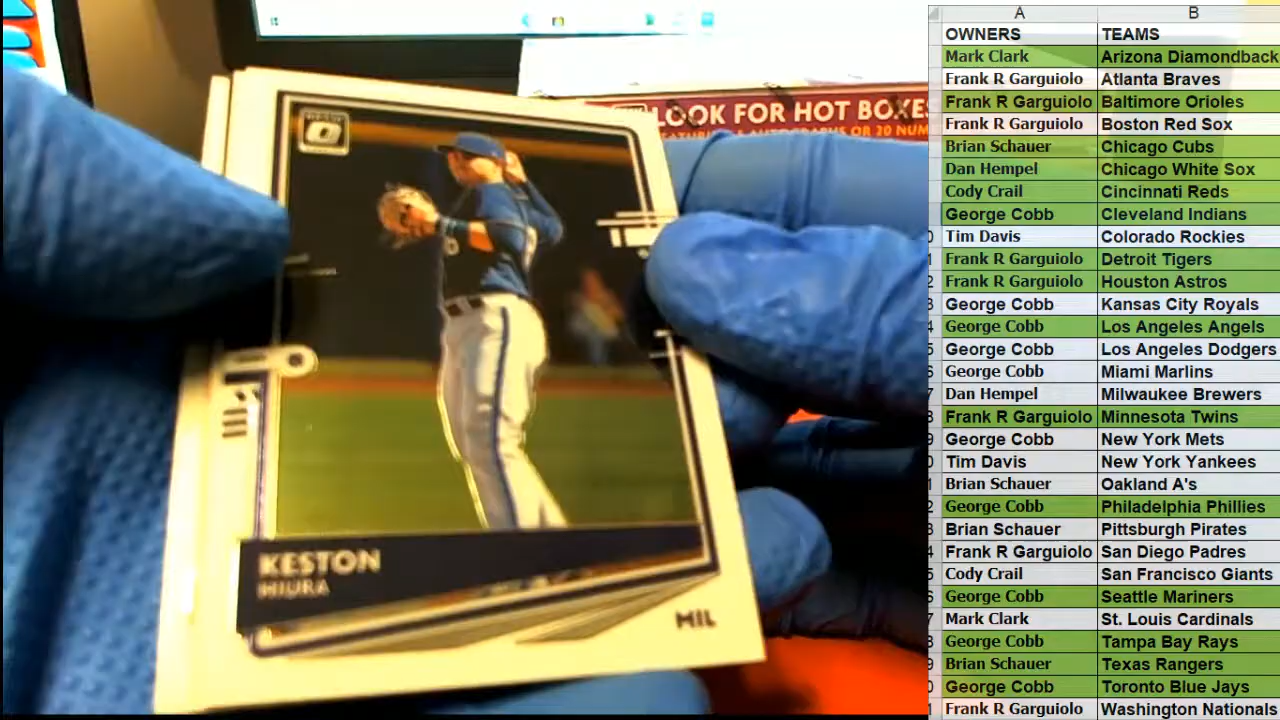 LOOK FOR HOT BOXES
KESTON
HIURA
MIL
A B
OWNERS TEAMS
Mark Clark Arizona Diamondback
Frank R Garguiolo Atlanta Braves
Frank R Garguiolo Baltimore Orioles
Frank R Garguiolo Boston Red Sox
Brian Schauer Chicago Cubs
Dan Hempel Chicago White Sox
Cody Crail Cincinnati Reds
George Cobb Cleveland Indians
Tim Davis Colorado Rockies
Frank R Garguiolo Detroit Tigers
Frank R Garguiolo Houston Astros
George Cobb Kansas City Royals
George Cobb Los Angeles Angels
George Cobb Los Angeles Dodgers
George Cobb Miami Marlins
Dan Hempel Milwaukee Brewers
Frank R Garguiolo Minnesota Twins
George Cobb New York Mets
Tim Davis New York Yankees
Brian Schauer Oakland A's
George Cobb Philadelphia Phillies
Brian Schauer Pittsburgh Pirates
Frank R Garguiolo San Diego Padres
Cody Crail San Francisco Giants
George Cobb Seattle Mariners
Mark Clark St. Louis Cardinals
George Cobb Tampa Bay Rays
Brian Schauer Texas Rangers
George Cobb Toronto Blue Jays
Frank R Garguiolo Washington Nationals